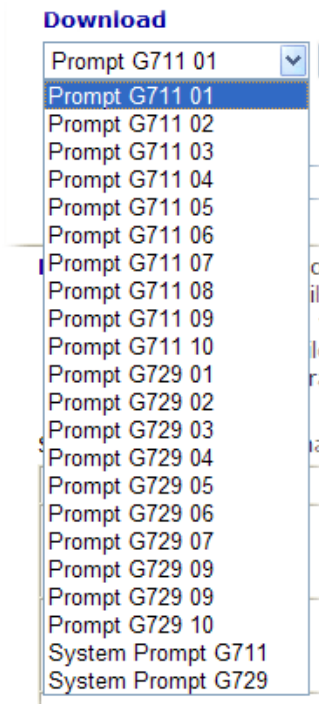 Download
Prompt G711 01
Prompt G711 01
Prompt G711 02
Prompt G711 03
Prompt G711 04
Prompt G711 05
Prompt G711 06
Prompt G711 07
Prompt G711 08
Prompt G711 09
Prompt G711 10
Prompt G729 01
Prompt G729 02
Prompt G729 03
Prompt G729 04
Prompt G729 05
Prompt G729 06
Prompt G729 07
Prompt G729 09
Prompt G729 09
Prompt G729 10
System Prompt G711
System Prompt G729